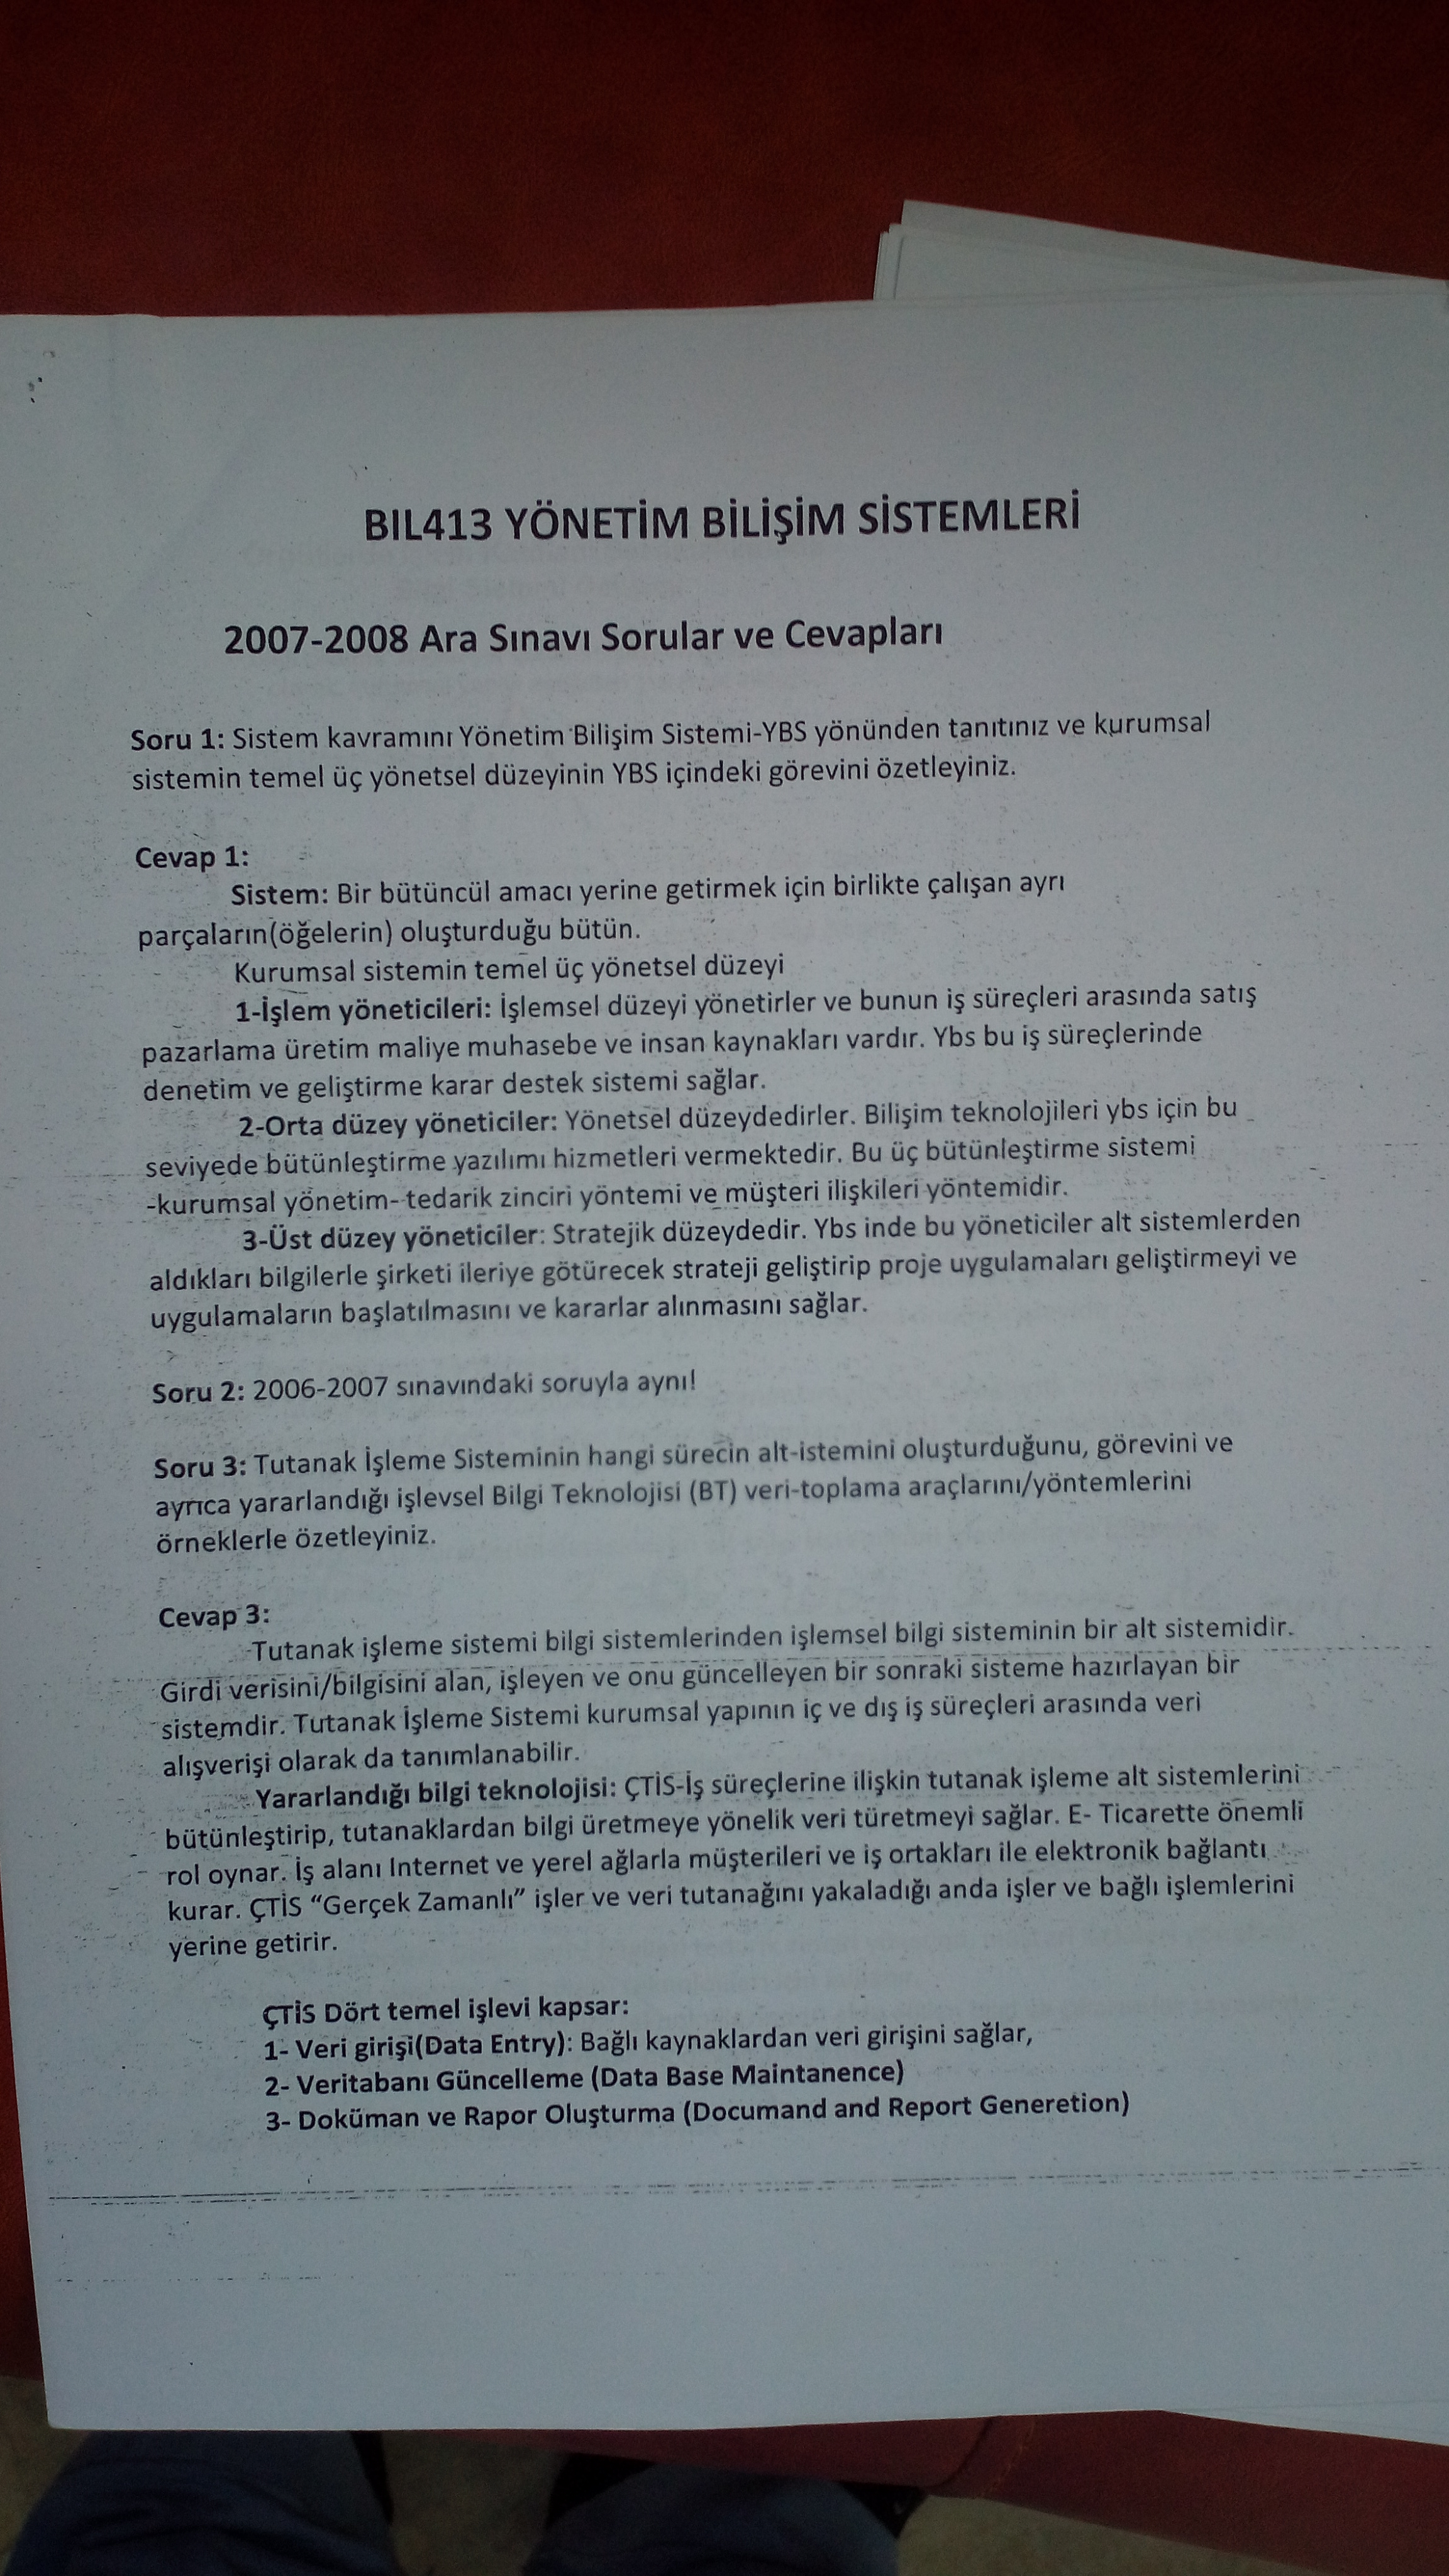 BIL413 YÖNETİM BİLİŞİM SİSTEMLERİ
2007-2008 Ara Sınavı Sorular ve Cevapları
Soru 1: Sistem kavramını Yönetim Bilişim Sistemi-YBS yönünden tanıtınız ve kurumsal
sistemin temel üç yönetsel düzeyinin YBS içindeki görevini özetleyiniz.
Cevap 1:
Sistem: Bir bütüncül amacı yerine getirmek için birlikte çalışan ayrı
parçaların(öğelerin) oluşturduğu bütün.
Kurumsal sistemin temel üç yönetsel düzeyi
1-İşlem yöneticileri: İşlemsel düzeyi yönetirler ve bunun iş süreçleri arasında satış
pazarlama üretim maliye muhasebe ve insan kaynakları vardır. Ybs bu iş süreçlerinde
denetim ve geliştirme karar destek sistemi sağlar.
2-Orta düzey yöneticiler: Yönetsel düzeydedirler. Bilişim teknolojileri ybs için bu
seviyede bütünleştirme yazılımı hizmetleri vermektedir. Bu üç bütünleştirme sistemi
-kurumsal yönetim- tedarik zinciri yöntemi ve müşteri ilişkileri yöntemidir.
3-Üst düzey yöneticiler: Stratejik düzeydedir. Ybs inde bu yöneticiler alt sistemlerden
aldıkları bilgilerle şirketi ileriye götürecek strateji geliştirip proje uygulamaları geliştirmeyi ve
uygulamaların başlatılmasını ve kararlar alınmasını sağlar.
Soru 2: 2006-2007 sınavındaki soruyla aynı!
Soru 3: Tutanak İşleme Sisteminin hangi sürecin alt-istemini oluşturduğunu, görevini ve
ayrıca yararlandığı işlevsel Bilgi Teknolojisi (BT) veri-toplama araçlarını/yöntemlerini
örneklerle özetleyiniz.
Cevap 3:
Tutanak işleme sistemi bilgi sistemlerinden işlemsel bilgi sisteminin bir alt sistemidir.
Girdi verisini/bilgisini alan, işleyen ve onu güncelleyen bir sonraki sisteme hazırlayan bir
sistemdir. Tutanak İşleme Sistemi kurumsal yapının iç ve dış iş süreçleri arasında veri
alışverişi olarak da tanımlanabilir.
Yararlandığı bilgi teknolojisi: ÇTİS-İş süreçlerine ilişkin tutanak işleme alt sistemlerini
bütünleştirip, tutanaklardan bilgi üretmeye yönelik veri türetmeyi sağlar. E- Ticarette önemli
rol oynar. İş alanı Internet ve yerel ağlarla müşterileri ve iş ortakları ile elektronik bağlantı
kurar. ÇTİS “Gerçek Zamanlı” işler ve veri tutanağını yakaladığı anda işler ve bağlı işlemlerini
yerine getirir.
ÇTİS Dört temel işlevi kapsar:
1- Veri girişi(Data Entry): Bağlı kaynaklardan veri girişini sağlar,
2- Veritabanı Güncelleme (Data Base Maintanence)
3- Doküman ve Rapor Oluşturma (Documand and Report Generetion)